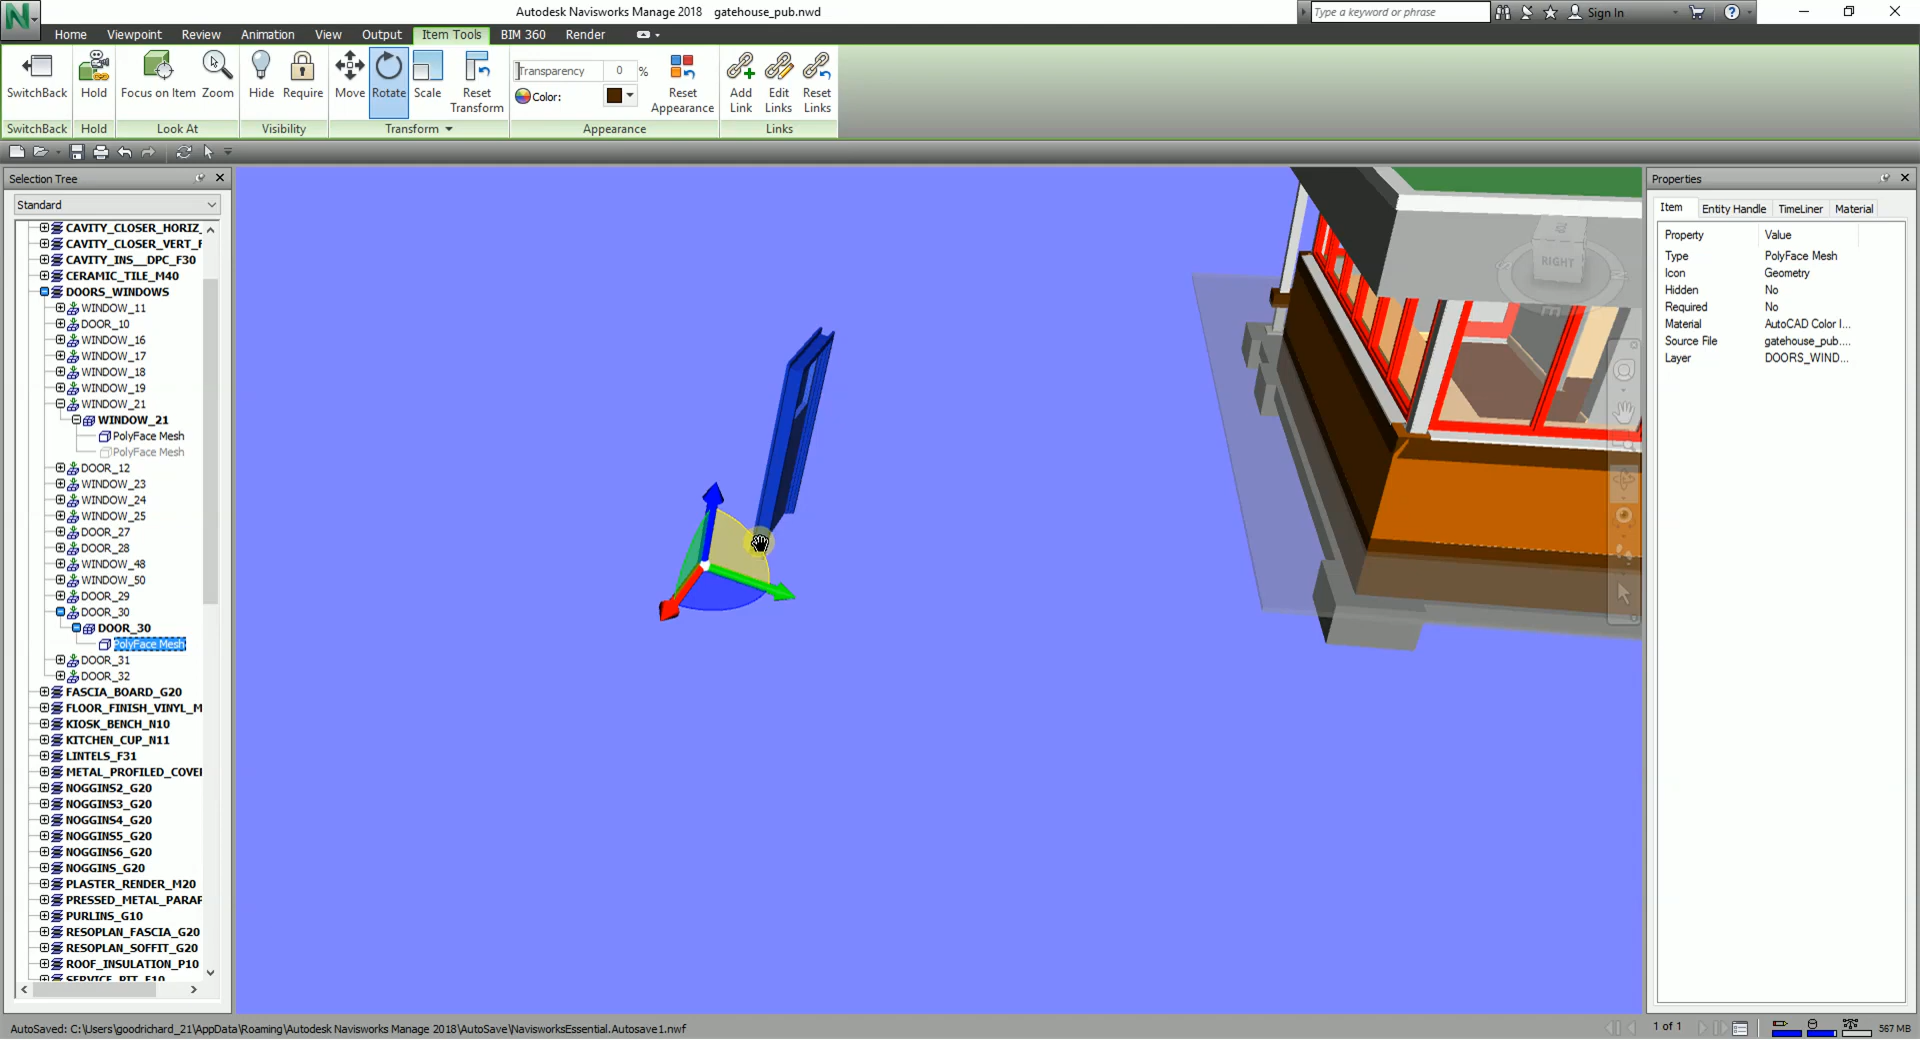 Autodesk Navisworks Manage 2018 gatehouse_pub.nwd
Type a keyword or phrase
Sign In
Home Viewpoint Review Animation View Output Item Tools BIM 360 Render
SwitchBack Hold Focus on Item Zoom Hide Require Move Rotate Scale Reset Transform
Transparency 0 %
Color:
Reset Appearance
Add Link
Edit Links
Reset Links
SwitchBack Hold Look At Visibility Transform Appearance Links
Selection Tree
Standard
CAVITY_CLOSER_HORIZ_
CAVITY_CLOSER_VERT_F
CAVITY_INS__DPC_F30
CERAMIC_TILE_M40
DOORS_WINDOWS
WINDOW_11
DOOR_10
WINDOW_16
WINDOW_17
WINDOW_18
WINDOW_19
WINDOW_21
WINDOW_21
PolyFace Mesh
PolyFace Mesh
DOOR_12
WINDOW_23
WINDOW_24
WINDOW_25
DOOR_27
DOOR_28
WINDOW_48
WINDOW_50
DOOR_29
DOOR_30
DOOR_30
PolyFace Mesh
DOOR_31
DOOR_32
FASCIA_BOARD_G20
FLOOR_FINISH_VINYL_M
KIOSK_BENCH_N10
KITCHEN_CUP_N11
LINTELS_F31
METAL_PROFILED_COVE
NOGGINS2_G20
NOGGINS3_G20
NOGGINS4_G20
NOGGINS5_G20
NOGGINS6_G20
NOGGINS_G20
PLASTER_RENDER_M20
PRESSED_METAL_PARAF
PURLINS_G10
RESOPLAN_FASCIA_G20
RESOPLAN_SOFFIT_G20
ROOF_INSULATION_P10
SERVICE_PIT_F10
RIGHT
Properties
Item Entity Handle TimeLiner Material
Property Value
Type PolyFace Mesh
Icon Geometry
Hidden No
Required No
Material AutoCAD Color I...
Source File gatehouse_pub....
Layer DOORS_WIND...
AutoSaved: C:\Users\goodrichard_21\AppData\Roaming\Autodesk Navisworks Manage 2018\AutoSave\NavisworksEssential.Autosave1.nwf
1 of 1
567 MB